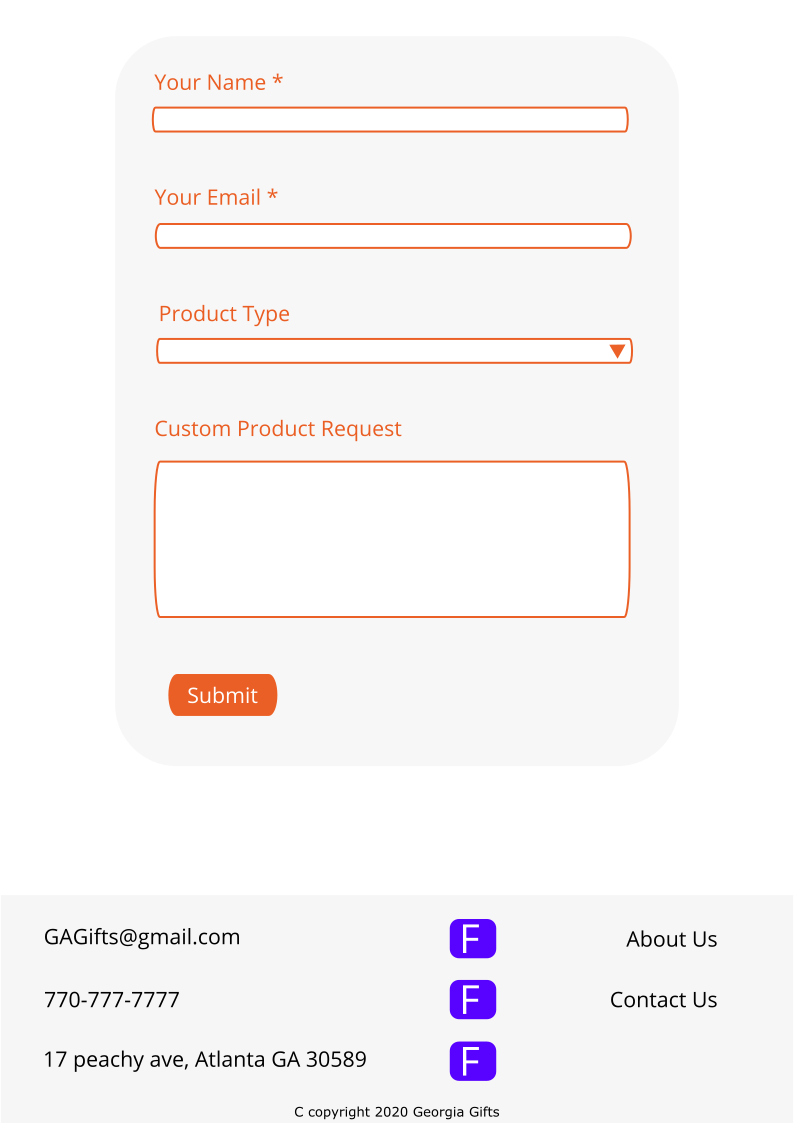 Your Name *
Your Email *
Product Type
Custom Product Request
Submit
GAGifts@gmail.com
F
About Us
770-777-7777
F
Contact Us
17 peachy ave, Atlanta GA 30589
F
C copyright 2020 Georgia Gifts